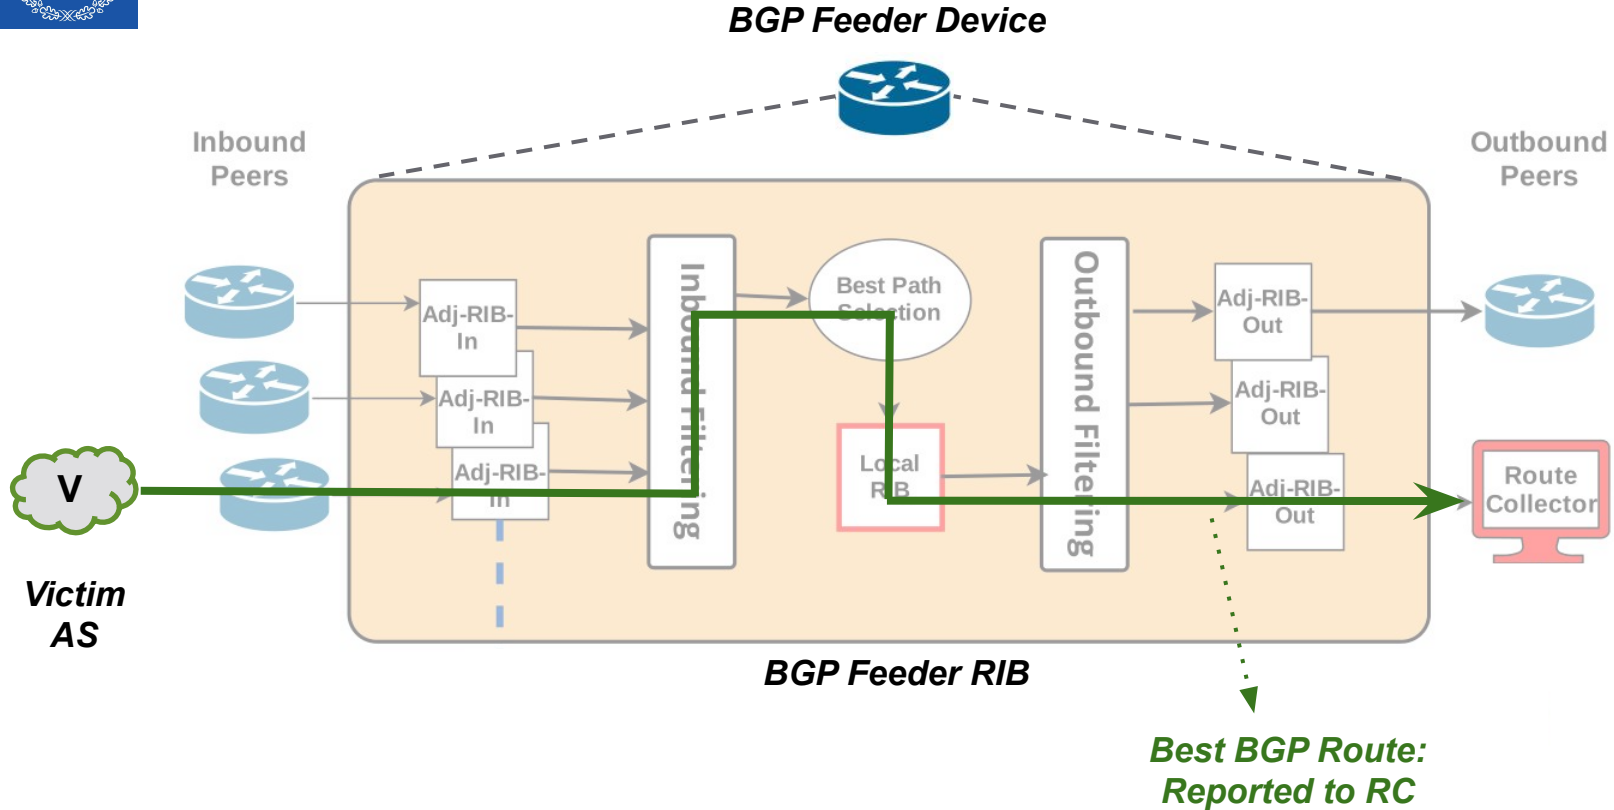 BGP Feeder Device
Inbound
Peers
Outbound
Peers
Adj-RIB-
In
Adj-RIB-
In
Adj-RIB-
In
Inbound Filtering
Best Path
Selection
Local
RIB
Outbound Filtering
Adj-RIB-
Out
Adj-RIB-
Out
Adj-RIB-
Out
Route
Collector
V
Victim
AS
BGP Feeder RIB
Best BGP Route:
Reported to RC